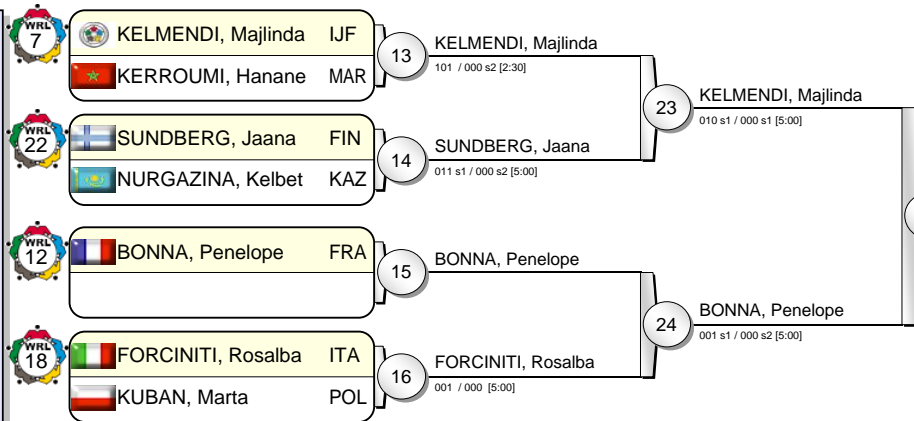 WRL
7
KELMENDI, Majlinda IJF
KERROUMI, Hanane MAR
13
KELMENDI, Majlinda
101 / 000 s2 [2:30]
23
KELMENDI, Majlinda
010 s1 / 000 s1 [5:00]
WRL
22
SUNDBERG, Jaana FIN
NURGAZINA, Kelbet KAZ
14
SUNDBERG, Jaana
011 s1 / 000 s2 [5:00]
WRL
12
BONNA, Penelope FRA
15
BONNA, Penelope
24
BONNA, Penelope
001 s1 / 000 s2 [5:00]
WRL
18
FORCINITI, Rosalba ITA
KUBAN, Marta POL
16
FORCINITI, Rosalba
001 / 000 [5:00]